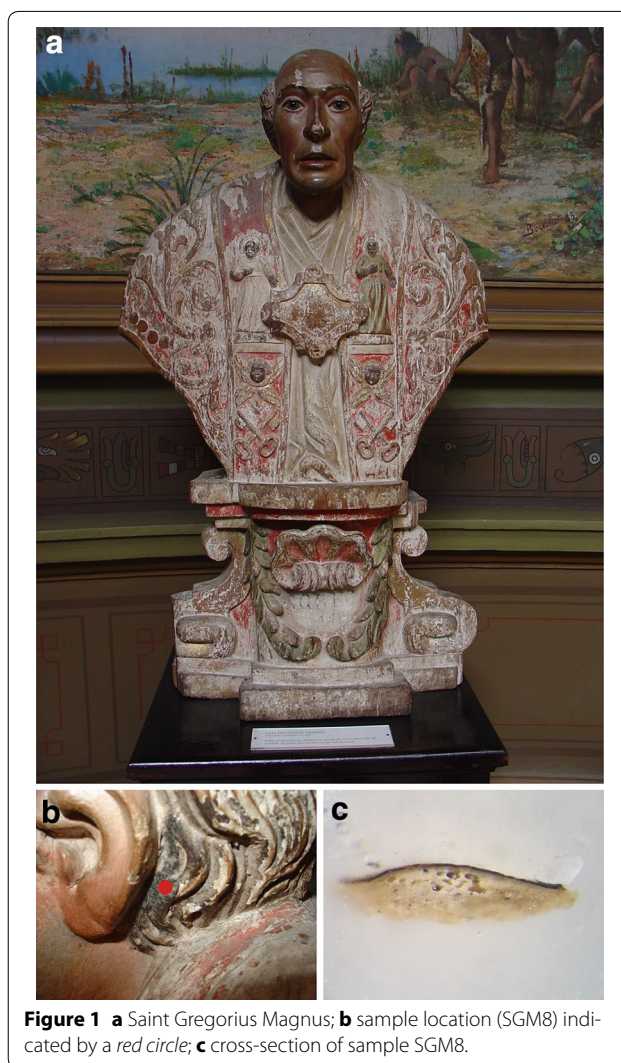 a
b
c
Figure 1 a Saint Gregorius Magnus; b sample location (SGM8) indi-
cated by a red circle; c cross-section of sample SGM8.